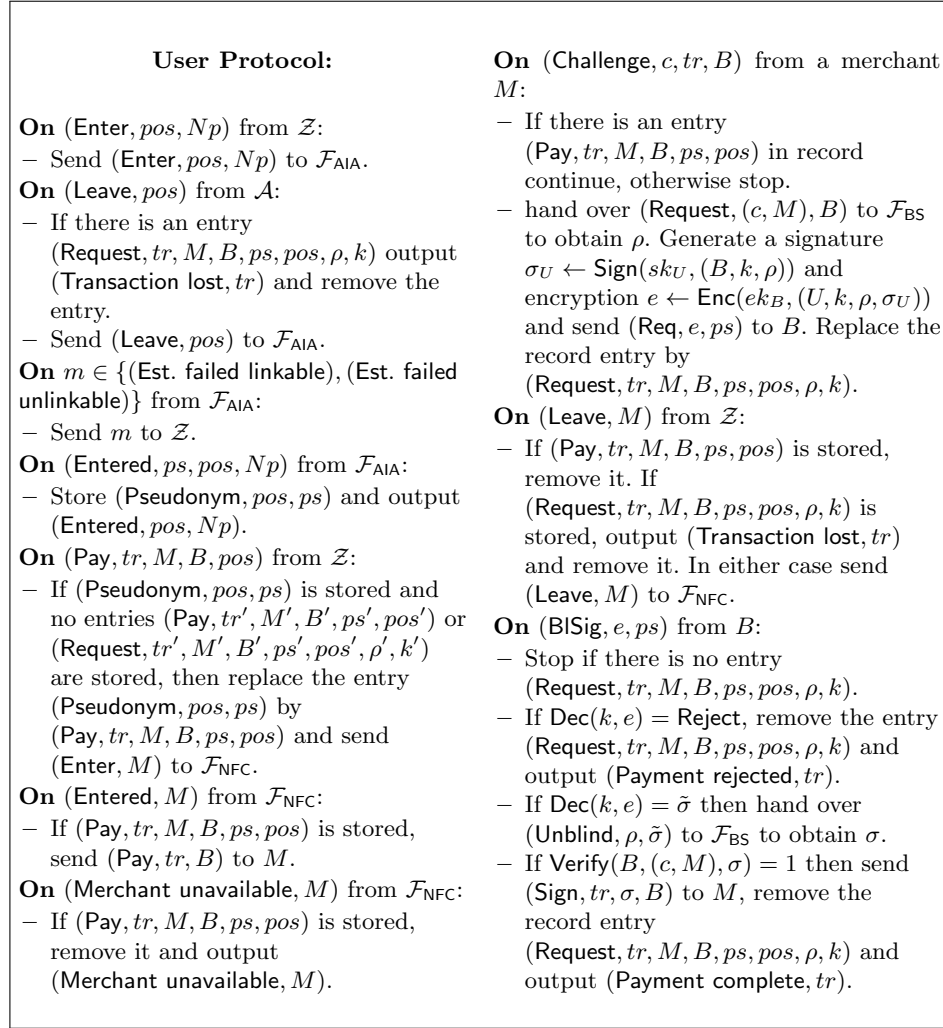 User Protocol:
On (Enter, pos, Np) from 𝒵:
– Send (Enter, pos, Np) to ℱ_AIA.
On (Leave, pos) from 𝒜:
– If there is an entry
(Request, tr, M, B, ps, pos, ρ, k) output
(Transaction lost, tr) and remove the
entry.
– Send (Leave, pos) to ℱ_AIA.
On m ∈ {(Est. failed linkable), (Est. failed
unlinkable)} from ℱ_AIA:
– Send m to 𝒵.
On (Entered, ps, pos, Np) from ℱ_AIA:
– Store (Pseudonym, pos, ps) and output
(Entered, pos, Np).
On (Pay, tr, M, B, pos) from 𝒵:
– If (Pseudonym, pos, ps) is stored and
no entries (Pay, tr′, M′, B′, ps′, pos′) or
(Request, tr′, M′, B′, ps′, pos′, ρ′, k′)
are stored, then replace the entry
(Pseudonym, pos, ps) by
(Pay, tr, M, B, ps, pos) and send
(Enter, M) to ℱ_NFC.
On (Entered, M) from ℱ_NFC:
– If (Pay, tr, M, B, ps, pos) is stored,
send (Pay, tr, B) to M.
On (Merchant unavailable, M) from ℱ_NFC:
– If (Pay, tr, M, B, ps, pos) is stored,
remove it and output
(Merchant unavailable, M).
On (Challenge, c, tr, B) from a merchant
M:
– If there is an entry
(Pay, tr, M, B, ps, pos) in record
continue, otherwise stop.
– hand over (Request, (c, M), B) to ℱ_BS
to obtain ρ. Generate a signature
σ_U ← Sign(sk_U, (B, k, ρ)) and
encryption e ← Enc(ek_B, (U, k, ρ, σ_U))
and send (Req, e, ps) to B. Replace the
record entry by
(Request, tr, M, B, ps, pos, ρ, k).
On (Leave, M) from 𝒵:
– If (Pay, tr, M, B, ps, pos) is stored,
remove it. If
(Request, tr, M, B, ps, pos, ρ, k) is
stored, output (Transaction lost, tr)
and remove it. In either case send
(Leave, M) to ℱ_NFC.
On (BlSig, e, ps) from B:
– Stop if there is no entry
(Request, tr, M, B, ps, pos, ρ, k).
– If Dec(k, e) = Reject, remove the entry
(Request, tr, M, B, ps, pos, ρ, k) and
output (Payment rejected, tr).
– If Dec(k, e) = σ̃ then hand over
(Unblind, ρ, σ̃) to ℱ_BS to obtain σ.
– If Verify(B, (c, M), σ) = 1 then send
(Sign, tr, σ, B) to M, remove the
record entry
(Request, tr, M, B, ps, pos, ρ, k) and
output (Payment complete, tr).